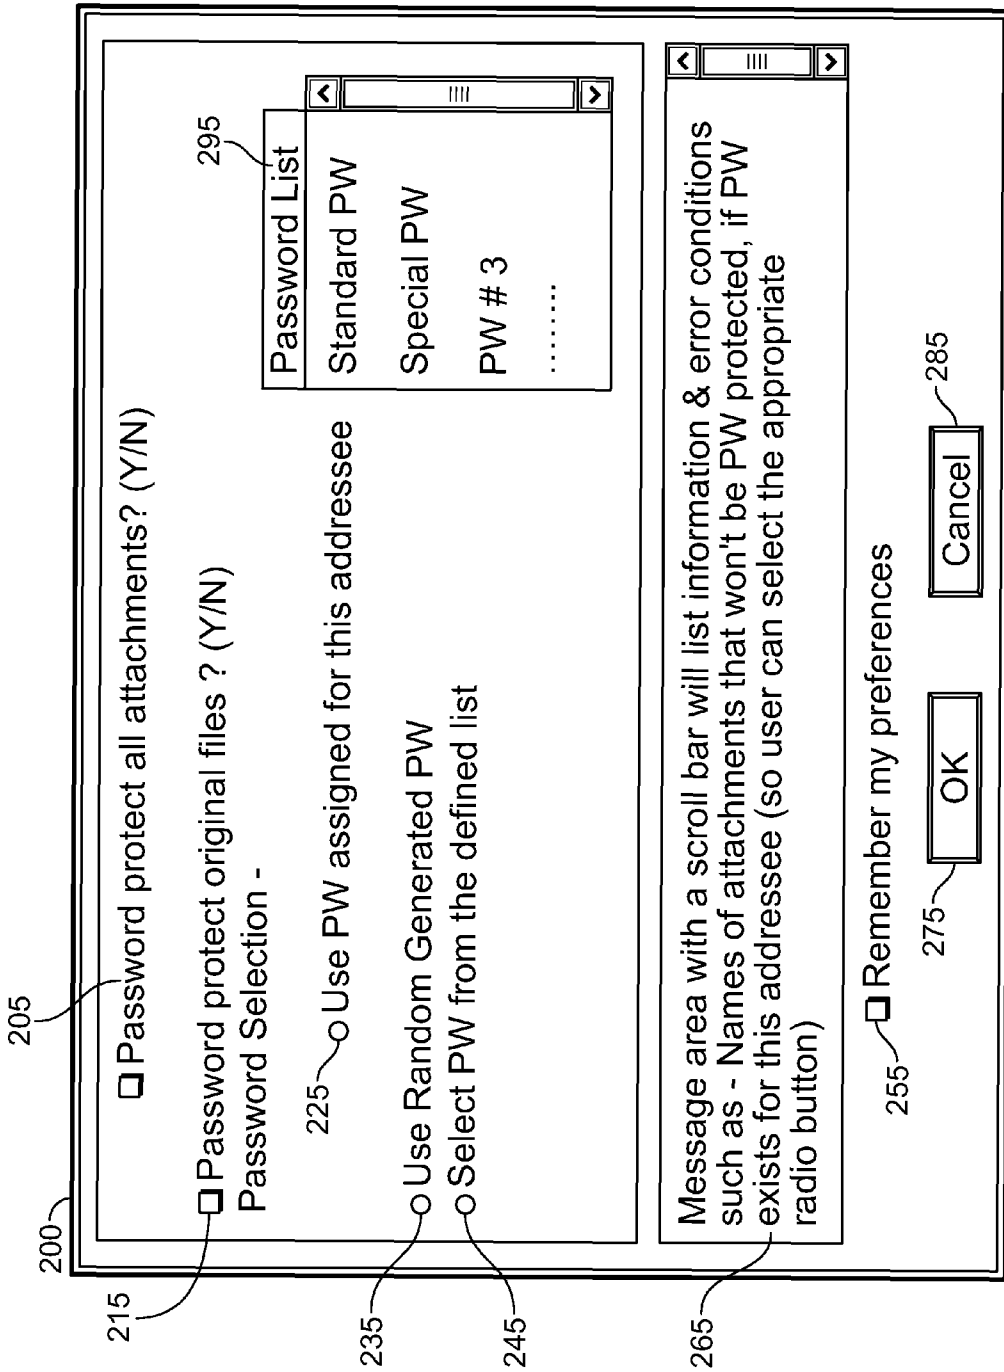 200
205
Password protect all attachments? (Y/N)
215
Password protect original files ? (Y/N)
Password Selection -
295
Password List
225
Use PW assigned for this addressee
Standard PW
Special PW
PW # 3
........
235
Use Random Generated PW
245
Select PW from the defined list
265
Message area with a scroll bar will list information & error conditions
such as - Names of attachments that won't be PW protected, if PW
exists for this addressee (so user can select the appropriate
radio button)
255
Remember my preferences
275
OK
285
Cancel